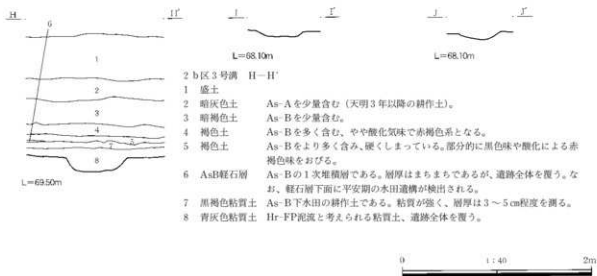 H H'
I I'
J J'
6
1
2
3
4
5
7
8
L=69.50m
L=68.10m
L=68.10m
2b区3号溝 H-H'
1 盛土
2 暗灰色土 As-Aを少量含む(天明3年以降の耕作土)。
3 暗褐色土 As-Bを少量含む。
4 褐色土 As-Bを多く含む、やや酸化気味で赤褐色系となる。
5 褐色土 As-Bをより多く含み、硬くしまっている。部分的に黒色味や酸化による赤
褐色味をおびる。
6 AsB軽石層 As-Bの1次堆積層である。層厚はまちまちであるが、遺跡全体を覆う。な
お、軽石層下面に平安期の水田遺構が検出される。
7 黒褐色粘質土 As-B下水田の耕作土である。粘質が強く、層厚は3~5cm程度を測る。
8 青灰色粘質土 Hr-FP泥流と考えられる粘質土、遺跡全体を覆う。
0 1:40 2m